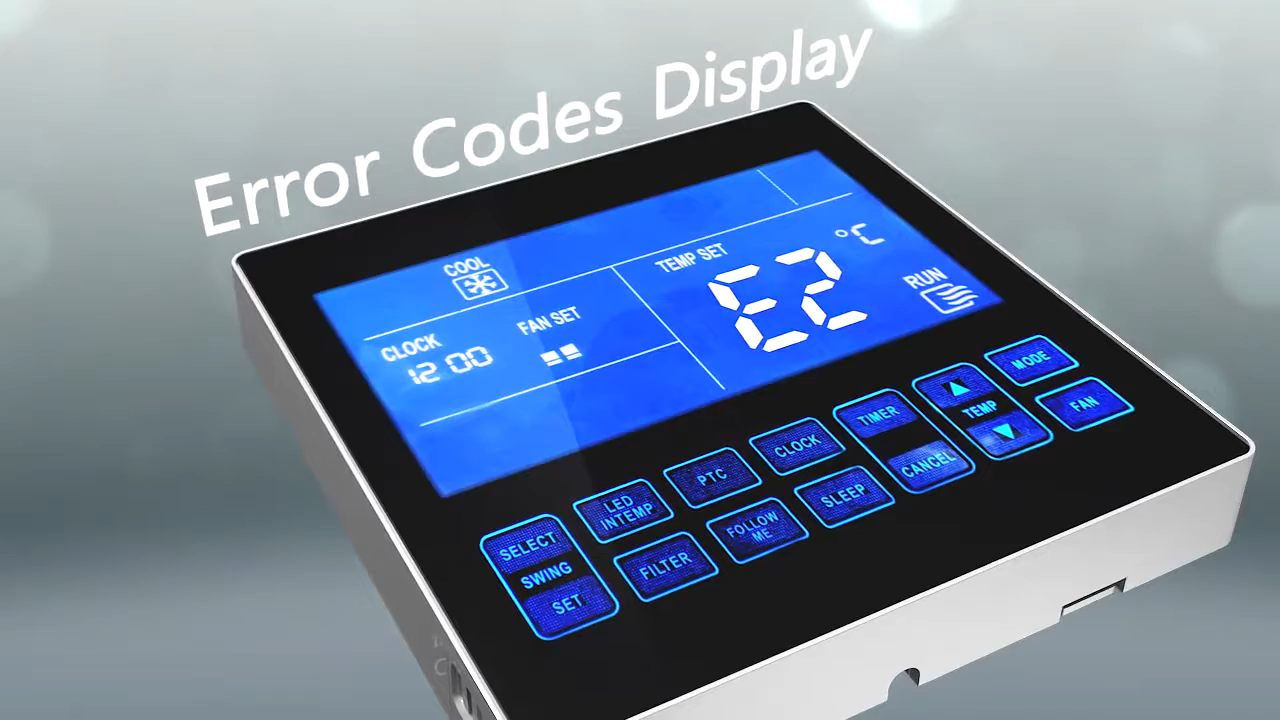 Error Codes Display
COOL
TEMP SET
E2 °C
RUN
CLOCK
12 00
FAN SET
MODE
FAN
TEMP
TIMER
CANCEL
CLOCK
SLEEP
PTC
FOLLOW
ME
LED
INTEMP
FILTER
SELECT
SWING
SET